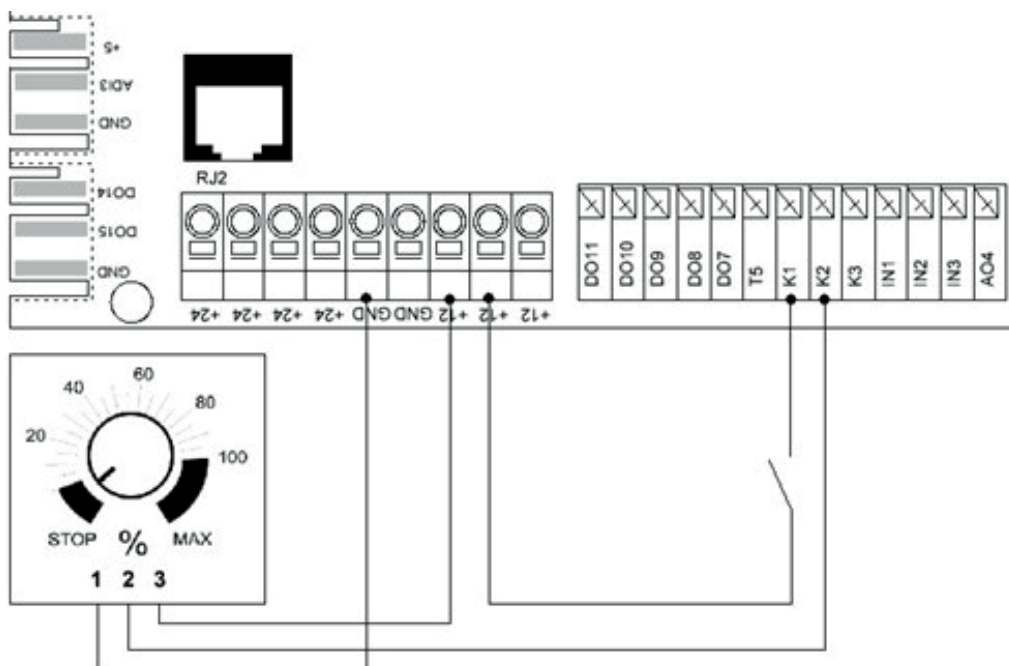 +5
ADI3
GND
DO14
DO15
GND
RJ2
+24 +24 +24 +24 GND GND +12 +12 +12
DO11 DO10 DO9 DO8 DO7 T5 K1 K2 K3 IN1 IN2 IN3 AO4
20 40 60 80 100
STOP % MAX
1 2 3